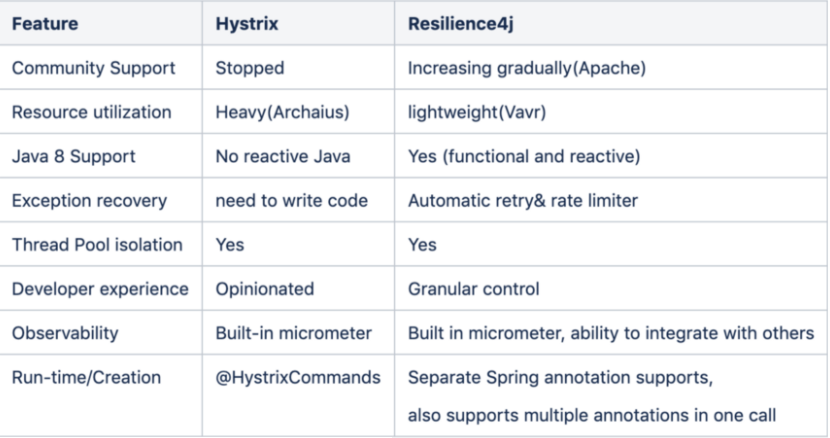 Feature Hystrix Resilience4j
Community Support Stopped Increasing gradually(Apache)
Resource utilization Heavy(Archaius) lightweight(Vavr)
Java 8 Support No reactive Java Yes (functional and reactive)
Exception recovery need to write code Automatic retry& rate limiter
Thread Pool isolation Yes Yes
Developer experience Opinionated Granular control
Observability Built-in micrometer Built in micrometer, ability to integrate with others
Run-time/Creation @HystrixCommands Separate Spring annotation supports,
also supports multiple annotations in one call